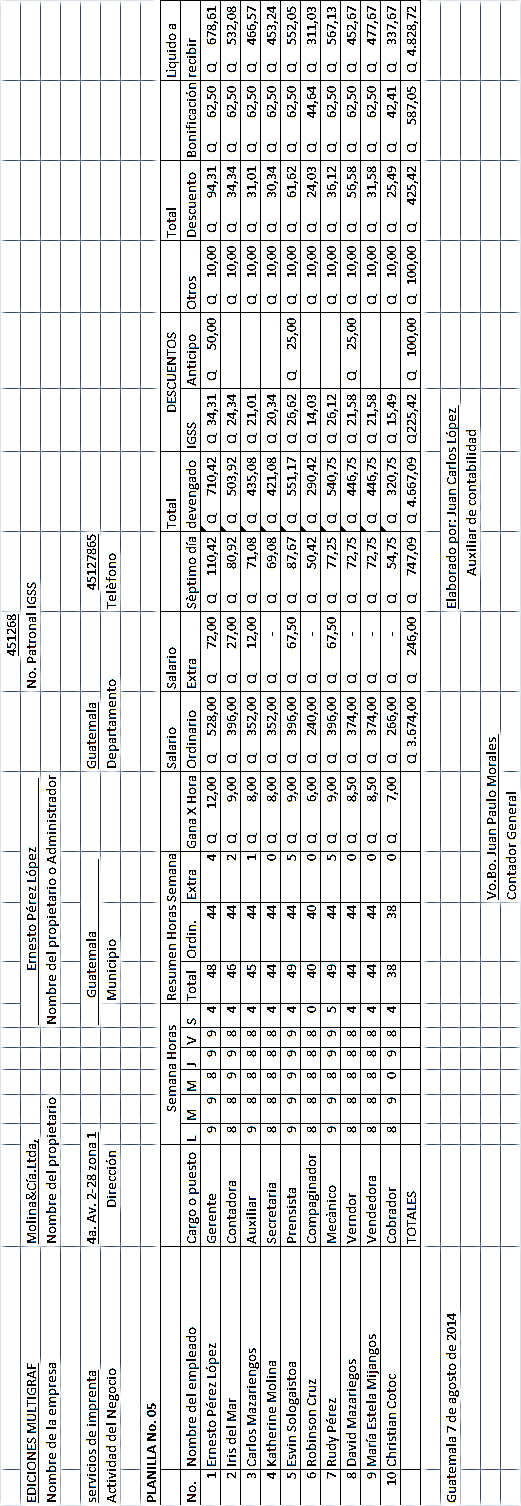 451268
EDICIONES MULTIGRAF Molina&Cía.Ltda, Ernesto Pérez López No. Patronal IGSS
Nombre de la empresa Nombre del propietario Nombre del propietario o Administrador
servicios de imprenta 4a. Av. 2-28 zona 1 Guatemala Guatemala 45127865
Actividad del Negocio Dirección Municipio Departamento Telèfono
PLANILLA No. 05
Semana Horas Resumen Horas Semana Salario Salario Total DESCUENTOS Total Liquido a
No. Nombre del empleado Cargo o puesto L M M J V S Total Ordin. Extra Gana X Hora Ordinario Extra Sèptimo día devengado IGSS Anticipo Otros Descuento Bonificación recibir
1 Ernesto Pérez López Gerente 9 9 8 9 9 4 48 44 4 Q 12,00 Q 528,00 Q 72,00 Q 110,42 Q 710,42 Q 34,31 Q 50,00 Q 10,00 Q 94,31 Q 62,50 Q 678,61
2 Iris del Mar Contadora 8 8 9 9 8 4 46 44 2 Q 9,00 Q 396,00 Q 27,00 Q 80,92 Q 503,92 Q 24,34 Q 10,00 Q 34,34 Q 62,50 Q 532,08
3 Carlos Mazariengos Auxiliar 9 8 8 8 8 4 45 44 1 Q 8,00 Q 352,00 Q 12,00 Q 71,08 Q 435,08 Q 21,01 Q 10,00 Q 31,01 Q 62,50 Q 466,57
4 Katherine Molina Secretaria 8 8 8 8 8 4 44 44 0 Q 8,00 Q 352,00 Q - Q 69,08 Q 421,08 Q 20,34 Q 10,00 Q 30,34 Q 62,50 Q 453,24
5 Esvin Sologaistoa Prensista 9 9 9 9 9 4 49 44 5 Q 9,00 Q 396,00 Q 67,50 Q 87,67 Q 551,17 Q 26,62 Q 25,00 Q 10,00 Q 61,62 Q 62,50 Q 552,05
6 Robinson Cruz Compaginador 8 8 8 8 8 0 40 40 0 Q 6,00 Q 240,00 Q - Q 50,42 Q 290,42 Q 14,03 Q 10,00 Q 24,03 Q 44,64 Q 311,03
7 Rudy Pérez Mecànico 9 9 8 9 9 5 49 44 5 Q 9,00 Q 396,00 Q 67,50 Q 77,25 Q 540,75 Q 26,12 Q 10,00 Q 36,12 Q 62,50 Q 567,13
8 David Mazariegos Verndor 8 8 8 8 8 4 44 44 0 Q 8,50 Q 374,00 Q - Q 72,75 Q 446,75 Q 21,58 Q 25,00 Q 10,00 Q 56,58 Q 62,50 Q 452,67
9 María Estela Mijangos Vendedora 8 8 8 8 8 4 44 44 0 Q 8,50 Q 374,00 Q - Q 72,75 Q 446,75 Q 21,58 Q 10,00 Q 31,58 Q 62,50 Q 477,67
10 Christian Cotoc Cobrador 8 9 0 9 8 4 38 38 0 Q 7,00 Q 266,00 Q - Q 54,75 Q 320,75 Q 15,49 Q 10,00 Q 25,49 Q 42,41 Q 337,67
TOTALES Q 3.674,00 Q 246,00 Q 747,09 Q 4.667,09 Q225,42 Q 100,00 Q 100,00 Q 425,42 Q 587,05 Q 4.828,72
Guatemala 7 de agosto de 2014 Elaborado por: Juan Carlos López
Auxiliar de contabilidad
Vo.Bo. Juan Paulo Morales
Contador General